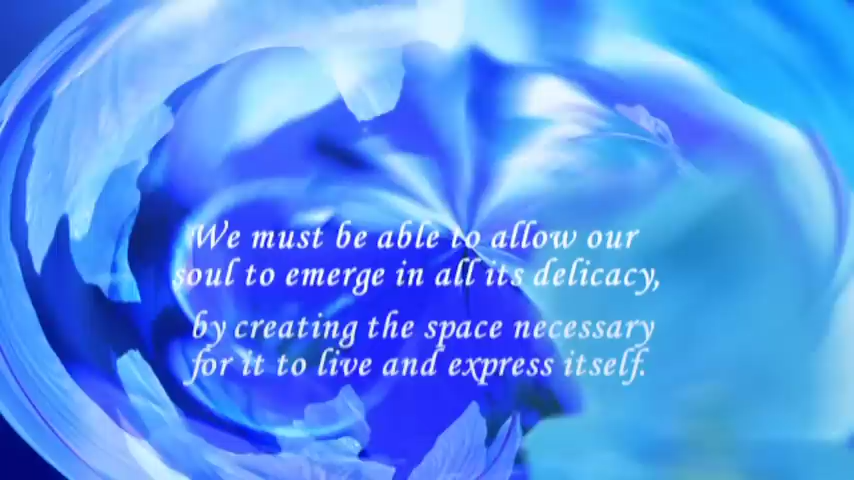 We must be able to allow our
soul to emerge in all its delicacy,
by creating the space necessary
for it to live and express itself.